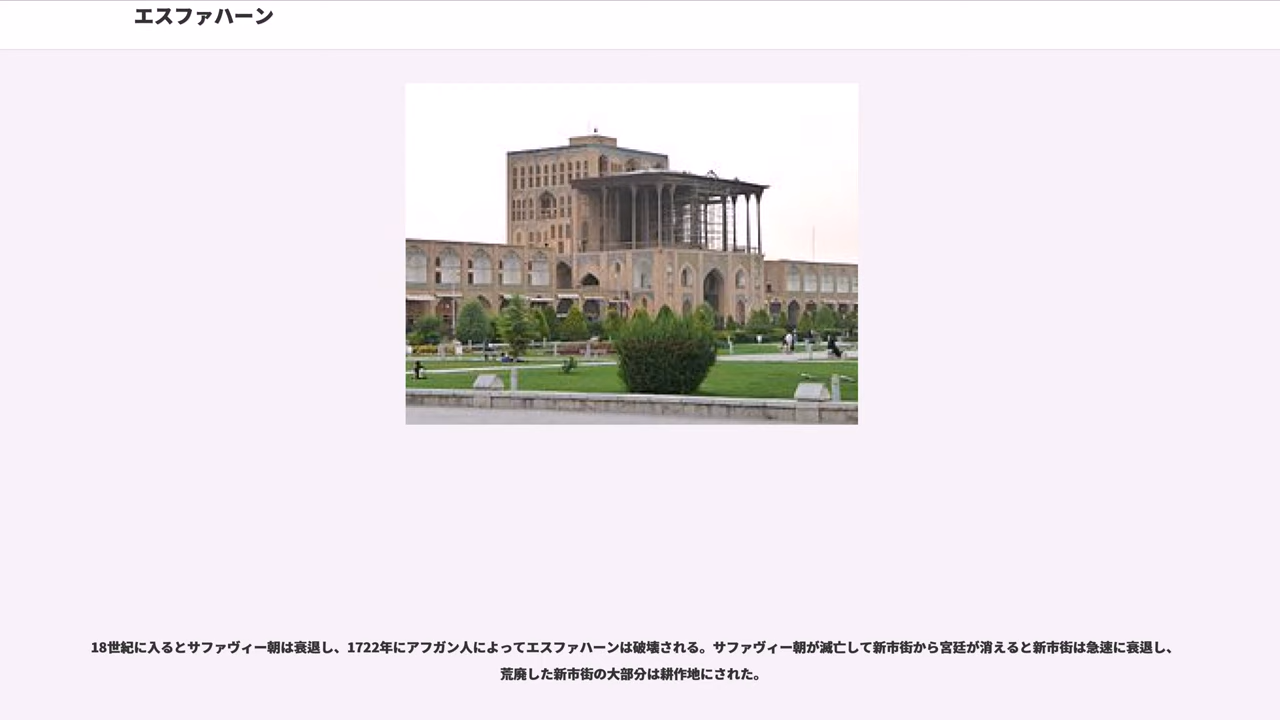 エスファハーン
18世紀に入るとサファヴィー朝は衰退し、1722年にアフガン人によってエスファハーンは破壊される。サファヴィー朝が滅亡して新市街から宮廷が消えると新市街は急速に衰退し、
荒廃した新市街の大部分は耕作地にされた。